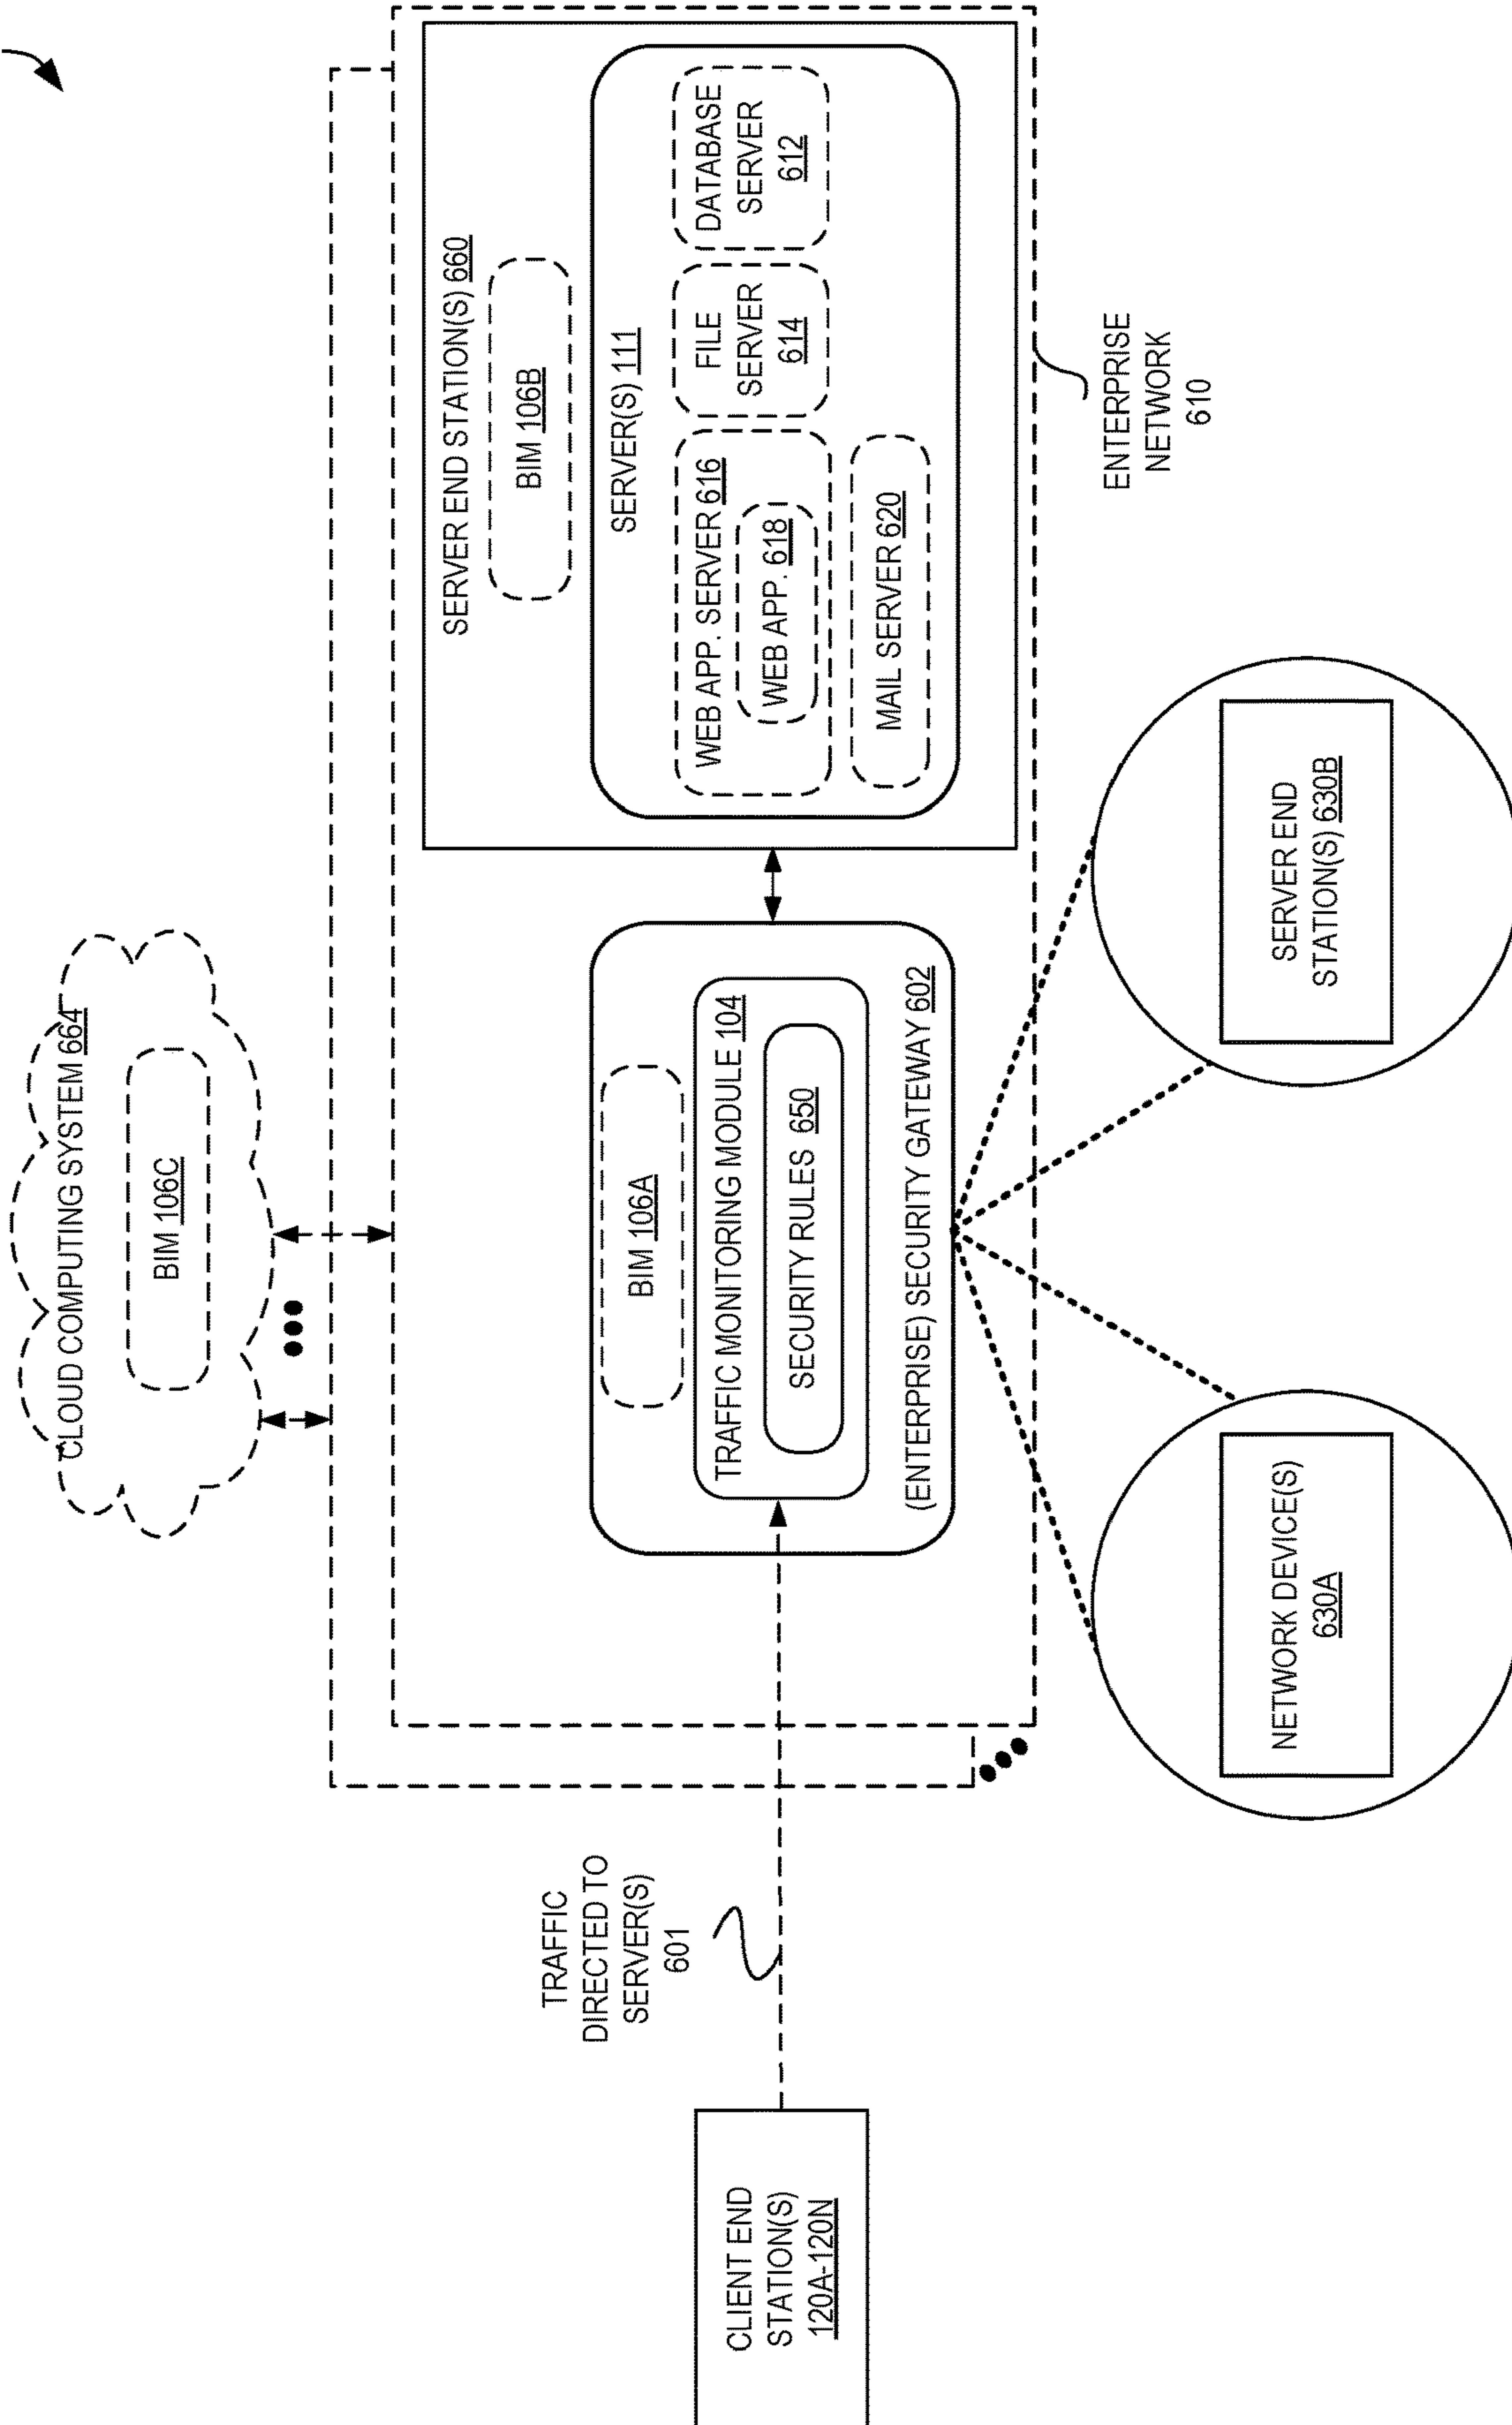 CLOUD COMPUTING SYSTEM 664
BIM 106C
TRAFFIC
DIRECTED TO
SERVER(S)
601
CLIENT END
STATION(S)
120A-120N
BIM 106A
TRAFFIC MONITORING MODULE 104
SECURITY RULES 650
(ENTERPRISE) SECURITY GATEWAY 602
SERVER END STATION(S) 660
BIM 106B
SERVER(S) 111
WEB APP. SERVER 616
WEB APP. 618
FILE
SERVER
614
DATABASE
SERVER
612
MAIL SERVER 620
ENTERPRISE
NETWORK
610
NETWORK DEVICE(S)
630A
SERVER END
STATION(S) 630B